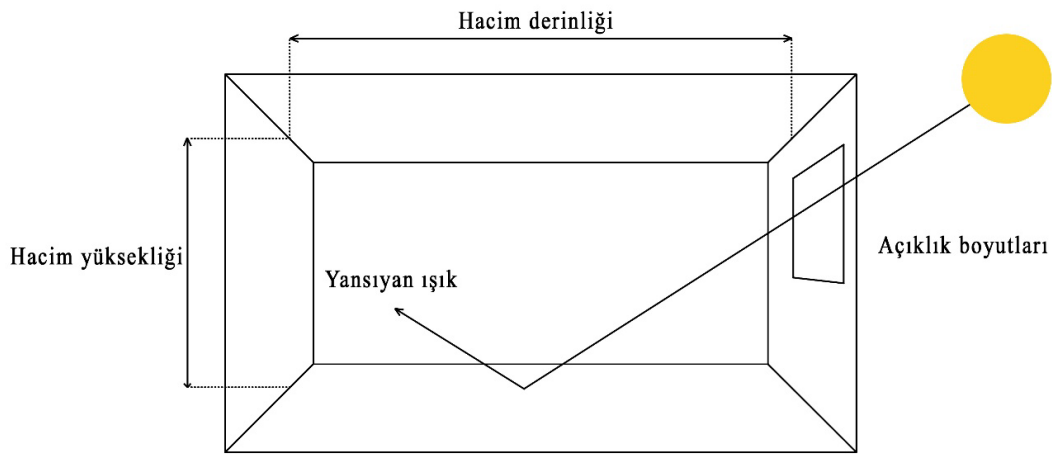 Hacim derinliği
Hacim yüksekliği
Açıklık boyutları
Yansıyan ışık